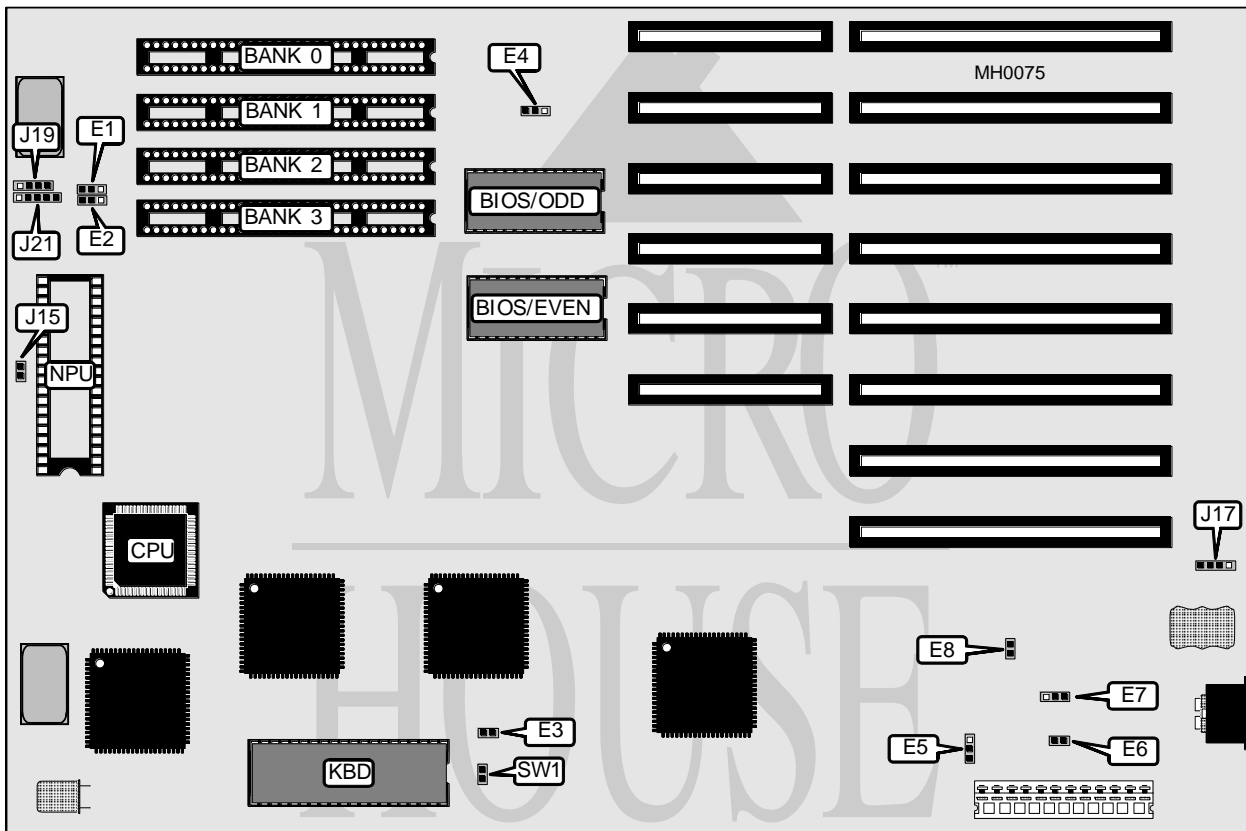 BANK 0
E4
MH0075
BANK 1
J19
E1
BANK 2
BIOS/ODD
BANK 3
J21
E2
TM
MICRO
HOUSE
BIOS/EVEN
J15
NPU
J17
CPU
E8
E7
E3
E5
E6
KBD
SW1